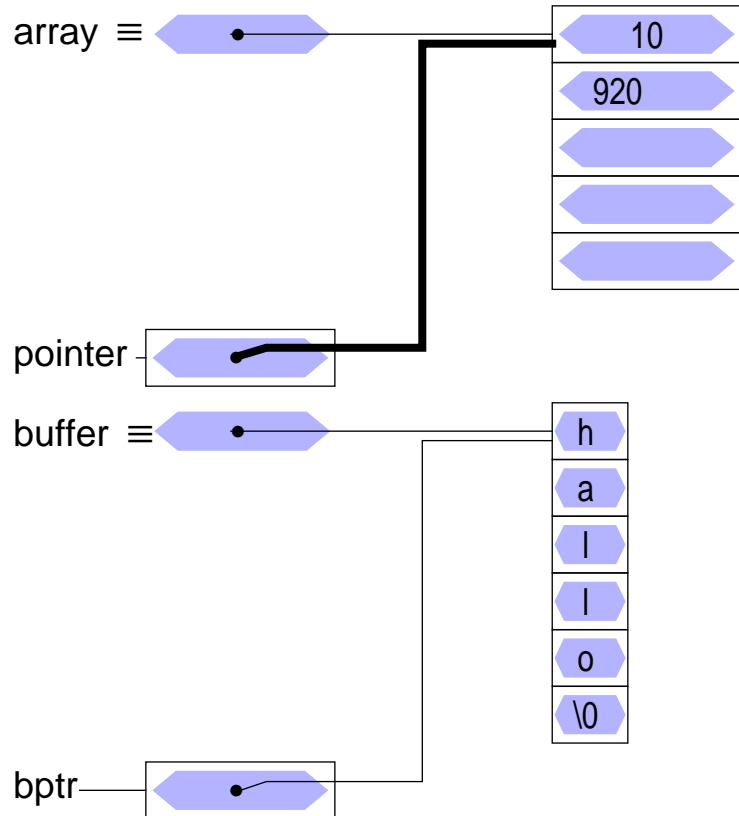 array ≡
10
920
pointer
buffer ≡
h
a
l
l
o
\0
bptr